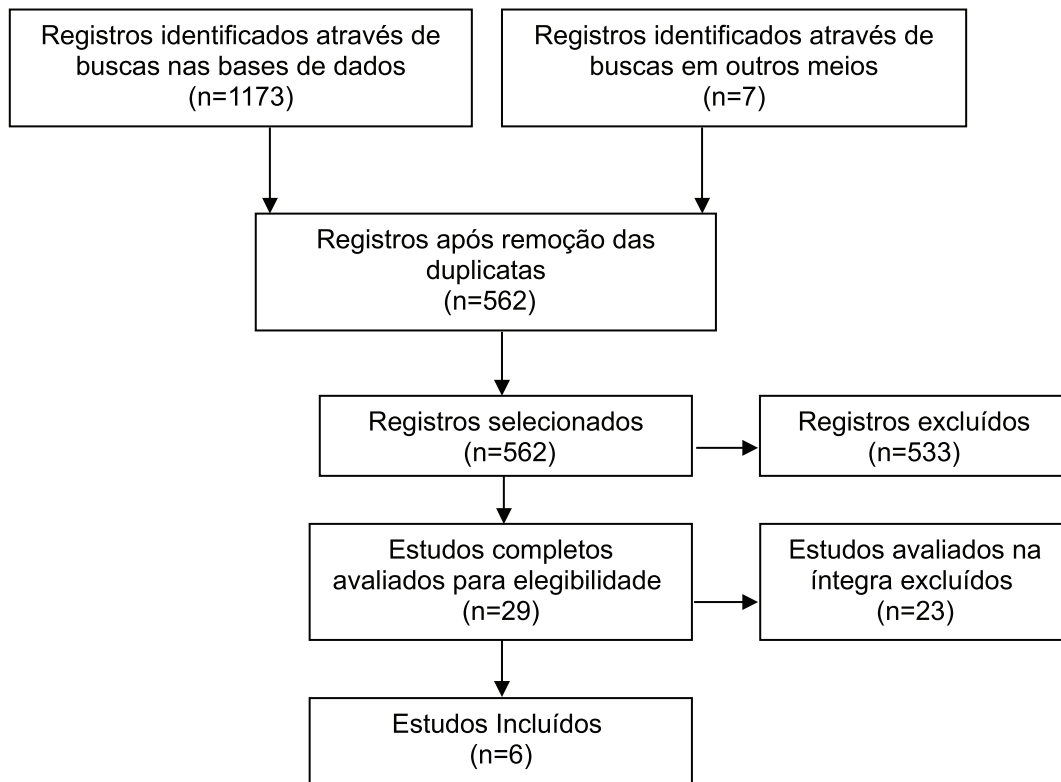 Registros identificados através de
buscas nas bases de dados
(n=1173)
Registros identificados através de
buscas em outros meios
(n=7)
Registros após remoção das
duplicatas
(n=562)
Registros selecionados
(n=562)
Registros excluídos
(n=533)
Estudos completos
avaliados para elegibilidade
(n=29)
Estudos avaliados na
íntegra excluídos
(n=23)
Estudos Incluídos
(n=6)